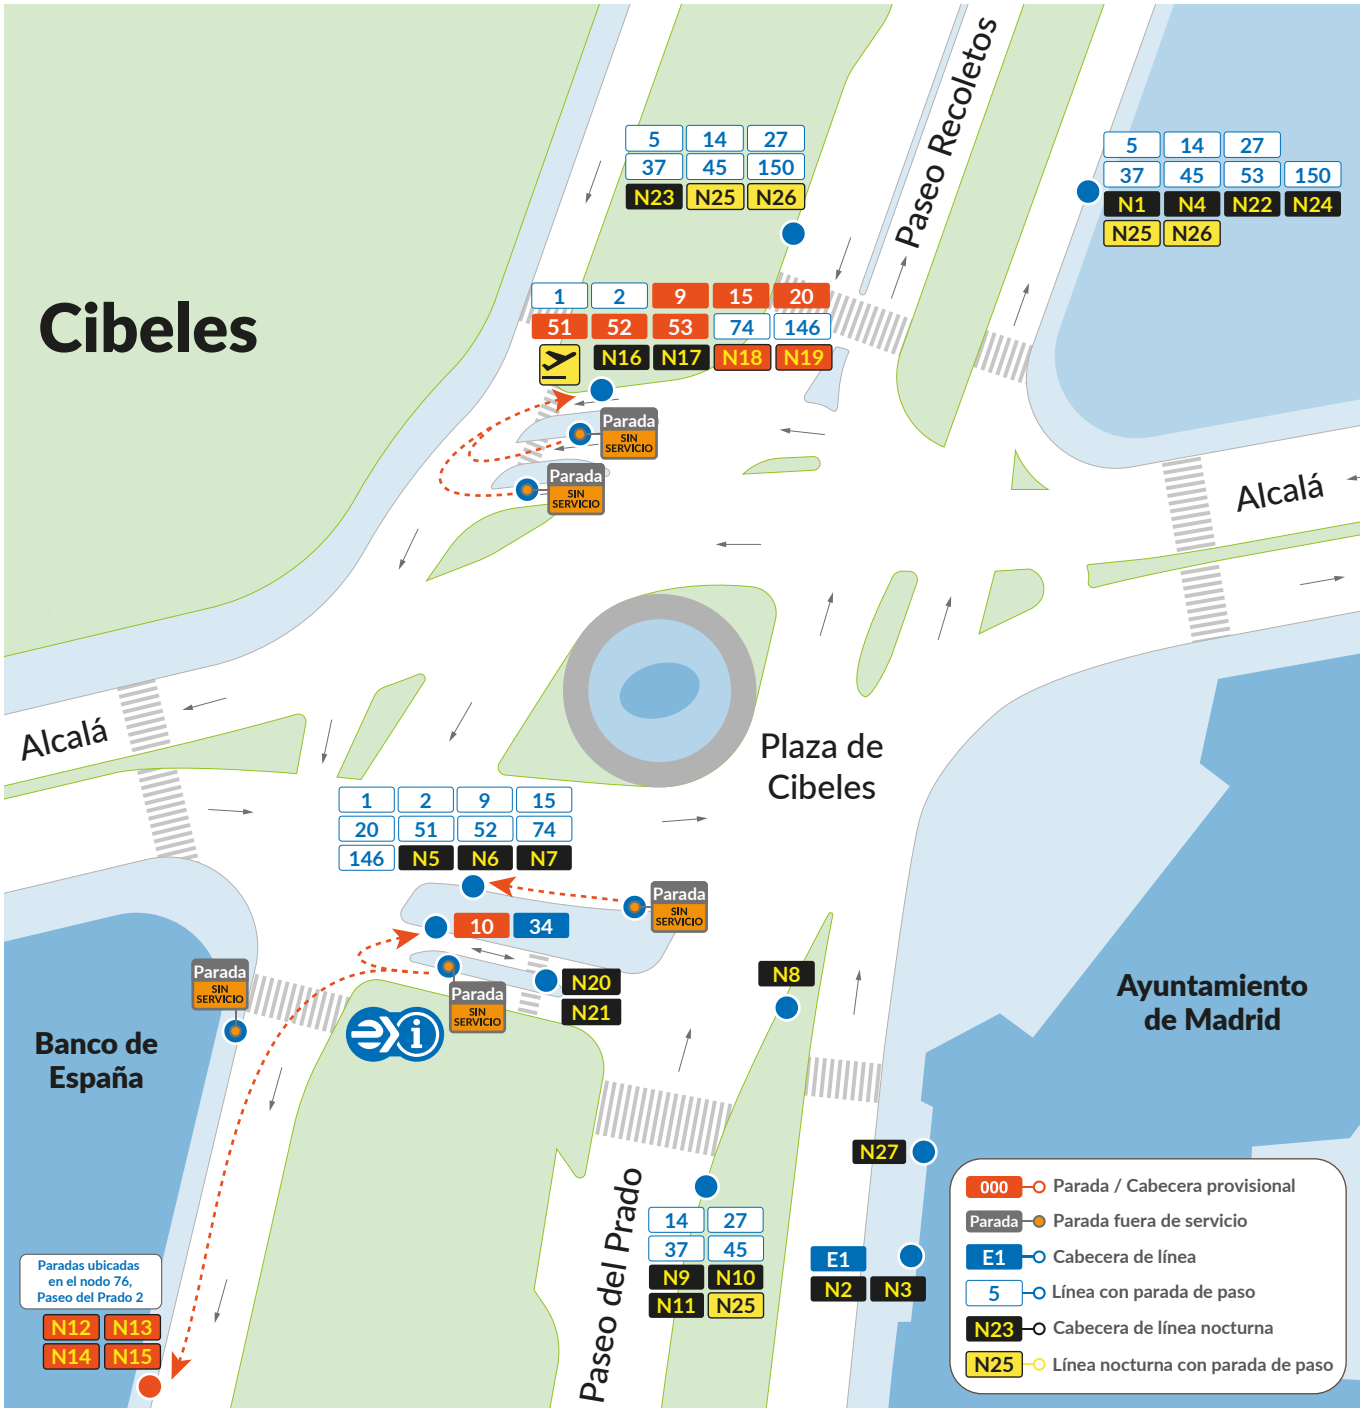 5 14 27
37 45 150
N23 N25 N26
Paseo Recoletos
5 14 27
37 45 53 150
N1 N4 N22 N24
N25 N26
Cibeles
1 2 9 15 20
51 52 53 74 146
N16 N17 N18 N19
Parada
SIN
SERVICIO
Parada
SIN
SERVICIO
Alcalá
Alcalá
Plaza de
Cibeles
1 2 9 15
20 51 52 74
146 N5 N6 N7
Parada
SIN
SERVICIO
10 34
Parada
SIN
SERVICIO
N20
N21
Parada
SIN
SERVICIO
exi
N8
Banco de
España
Ayuntamiento
de Madrid
N27
Paseo del Prado
14 27
37 45
N9 N10
N11 N25
E1
N2 N3
Paradas ubicadas
en el nodo 76,
Paseo del Prado 2
N12 N13
N14 N15
000 Parada / Cabecera provisional
Parada Parada fuera de servicio
E1 Cabecera de línea
5 Línea con parada de paso
N23 Cabecera de línea nocturna
N25 Línea nocturna con parada de paso